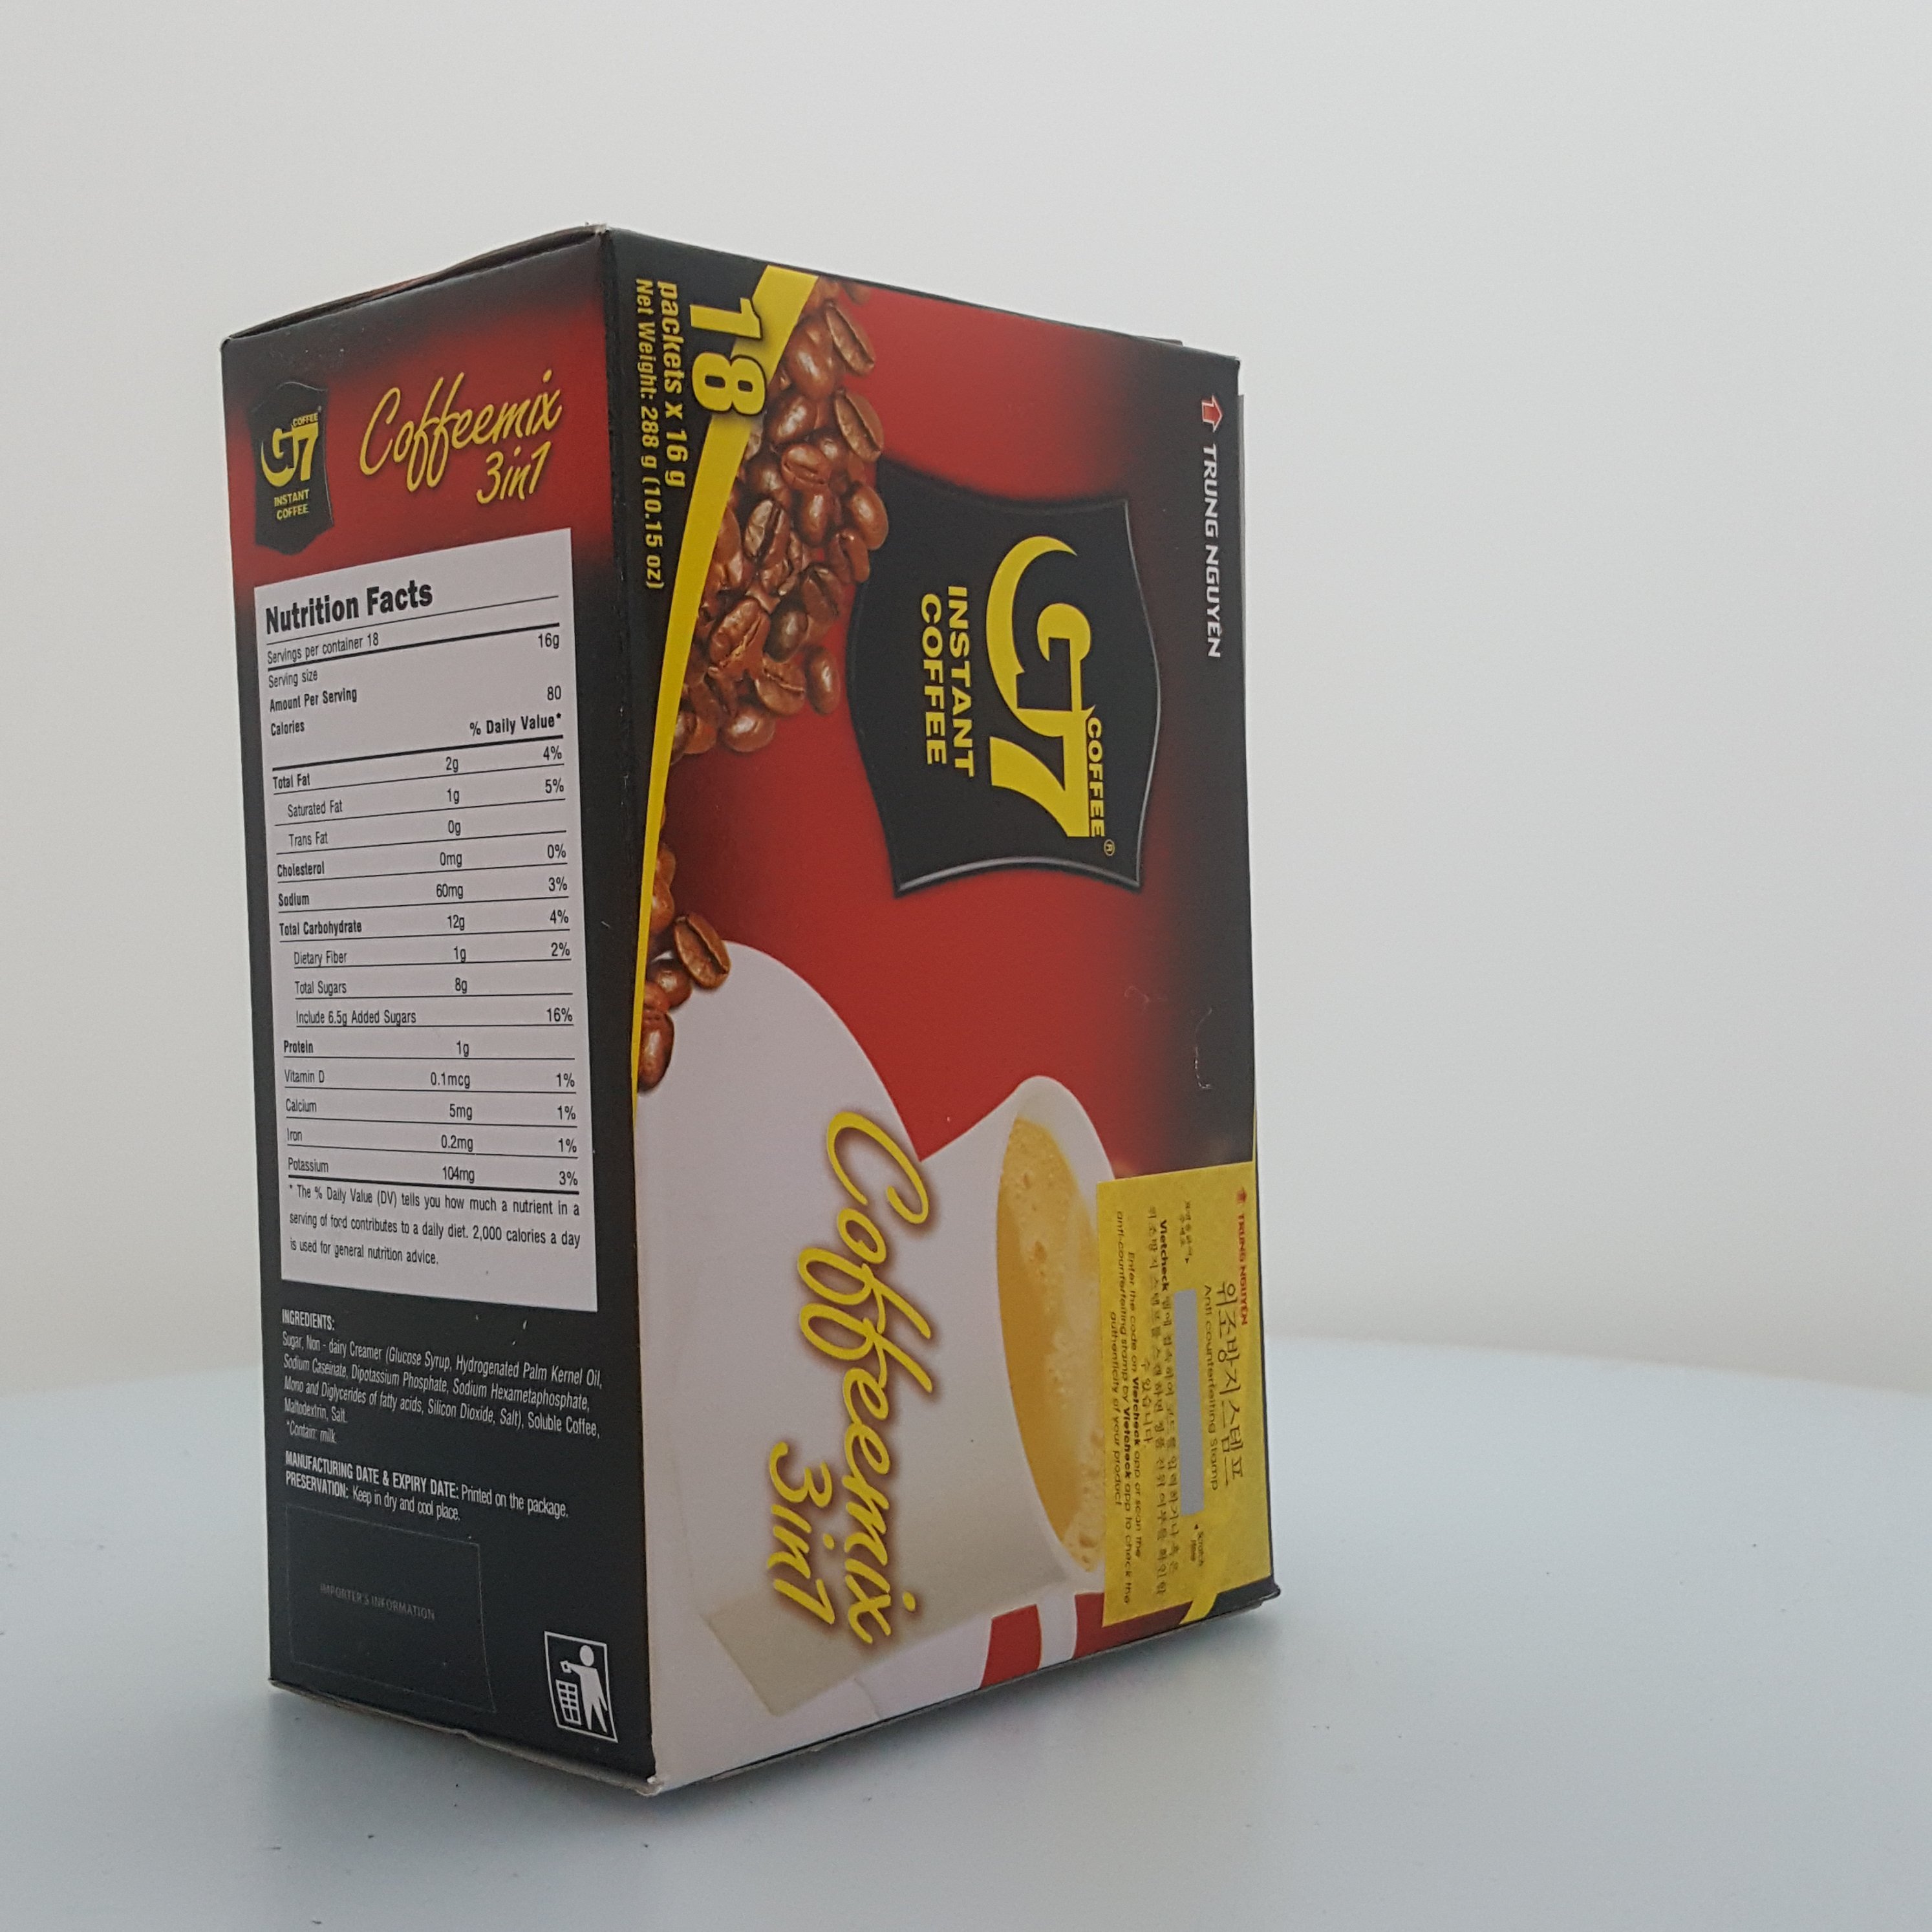 G7
COFFEE
®
INSTANT
COFFEE
Coffeemix
3in1
Nutrition Facts
Servings per container 18
Serving size 16g
Amount Per Serving
Calories 80
% Daily Value*
Total Fat 2g 4%
Saturated Fat 1g 5%
Trans Fat 0g
Cholesterol 0mg 0%
Sodium 60mg 3%
Total Carbohydrate 12g 4%
Dietary Fiber 1g 2%
Total Sugars 8g
Include 6.5g Added Sugars 16%
Protein 1g
Vitamin D 0.1mcg 1%
Calcium 5mg 1%
Iron 0.2mg 1%
Potassium 104mg 3%
* The % Daily Value (DV) tells you how much a nutrient in a
serving of ford contributes to a daily diet. 2,000 calories a day
is used for general nutrition advice.
INGREDIENTS:
Sugar, Non - dairy Creamer (Glucose Syrup, Hydrogenated Palm Kernel Oil,
Sodium Caseinate, Dipotassium Phosphate, Sodium Hexametaphosphate,
Mono and Diglycerides of fatty acids, Silicon Dioxide, Salt), Soluble Coffee,
Maltodextrin, Salt.
*Contain: milk
MANUFACTURING DATE & EXPIRY DATE: Printed on the package.
PRESERVATION: Keep in dry and cool place.
IMPORTER'S INFORMATION
TRUNG NGUYÊN
G7
COFFEE
®
INSTANT
COFFEE
18
packets x 16 g
Net Weight: 288 g (10.15 oz)
Coffeemix
3in1
TRUNG NGUYÊN
위조방지스템프
Anti counterfeiting Stamp
Scratch
Here
Vietcheck
수 있습니다.
Enter the code on Vietcheck app or scan the
anti-counterfeiting stamp by Vietcheck app to check the
authenticity of your product